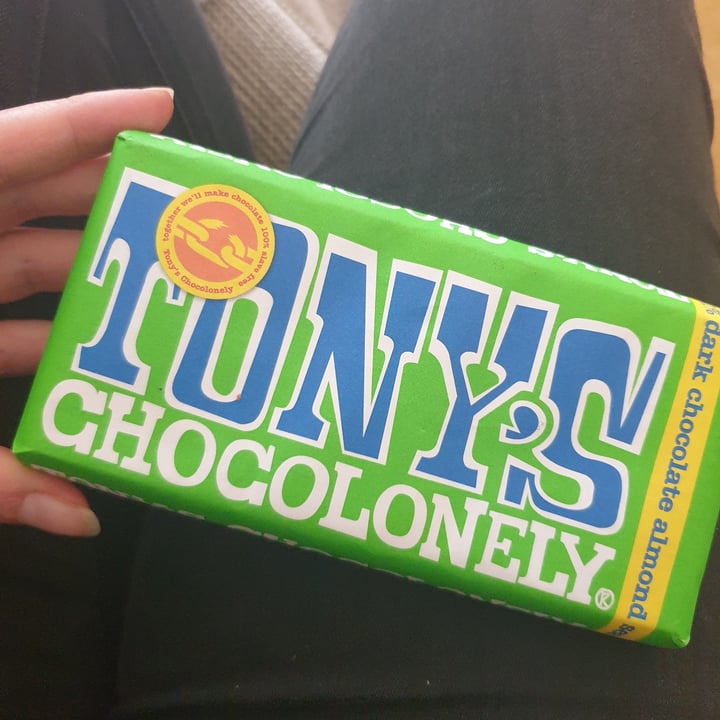 together we'll make chocolate 100% slave free
Tony's Chocolonely
TONY'S
CHOCOLONELY®
% dark chocolate almond